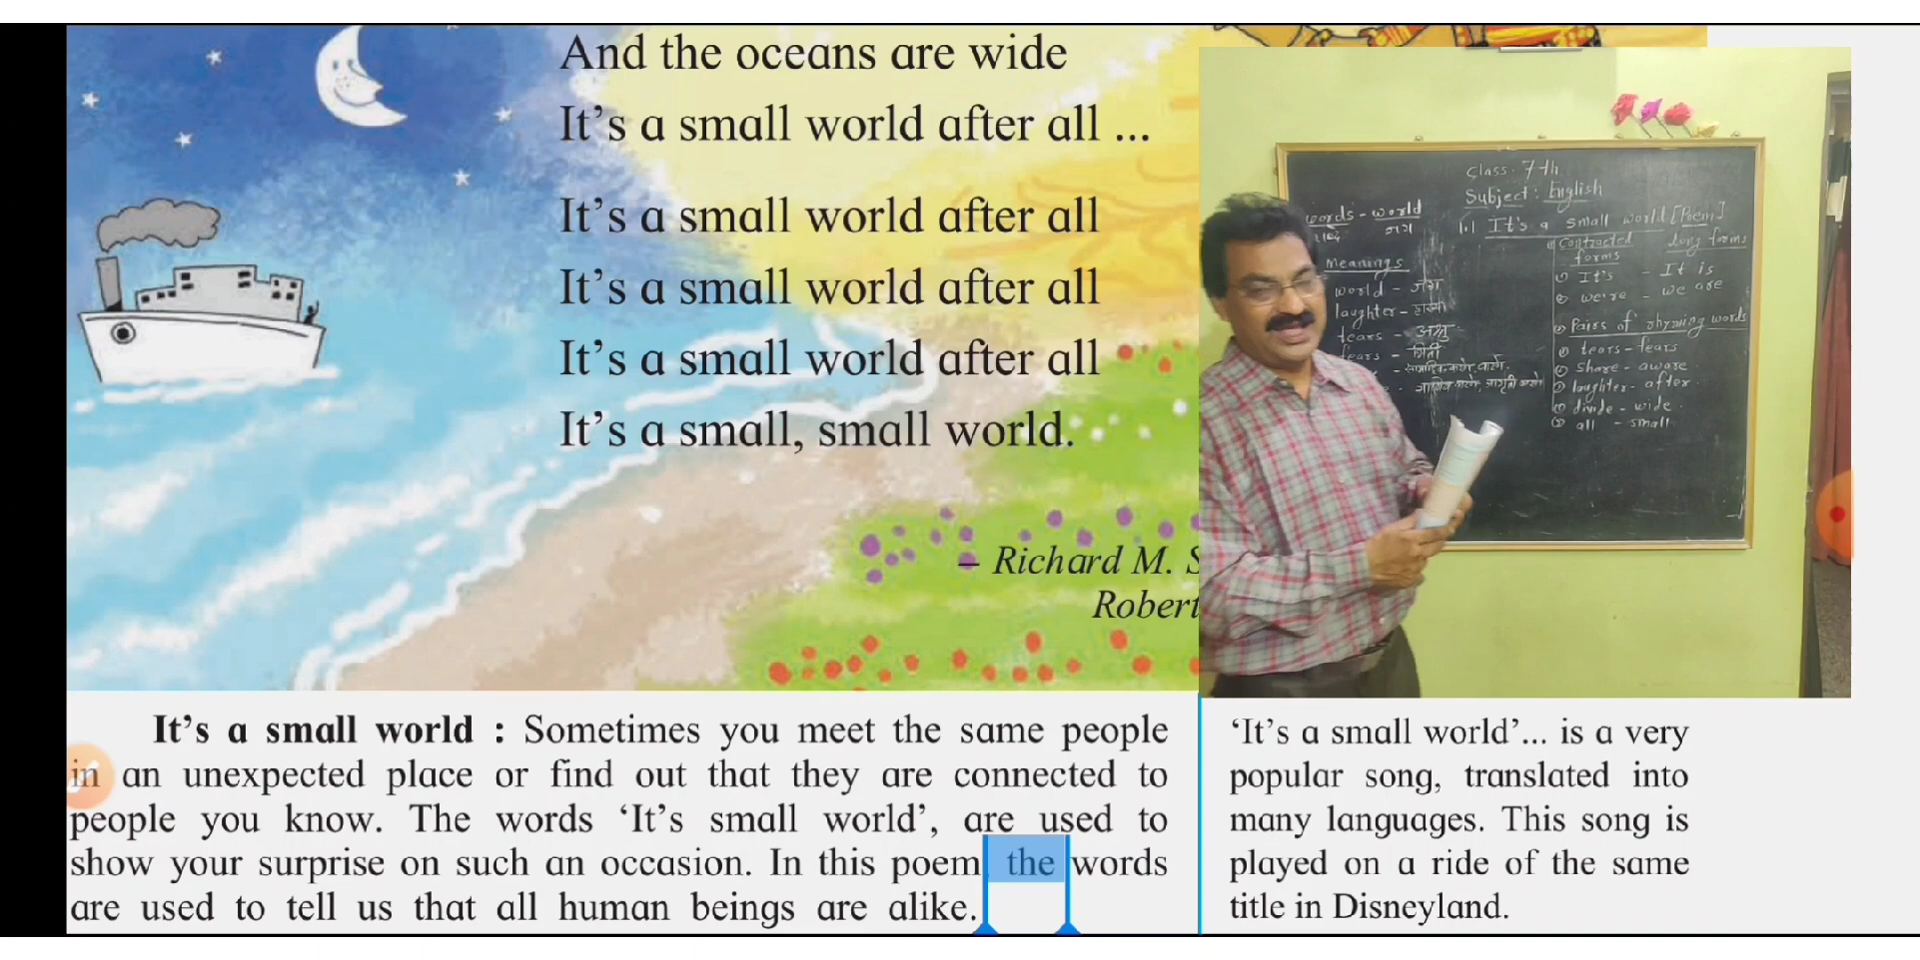 And the oceans are wide
It's a small world after all ...
It's a small world after all
It's a small world after all
It's a small world after all
It's a small, small world.
– Richard M. S
Robert
It's a small world : Sometimes you meet the same people
in an unexpected place or find out that they are connected to
people you know. The words ‘It's small world’, are used to
show your surprise on such an occasion. In this poem, the words
are used to tell us that all human beings are alike.
‘It's a small world’... is a very
popular song, translated into
many languages. This song is
played on a ride of the same
title in Disneyland.
Class. 7th
Subject: English
1.1 It's a small world [Poem]
words - world
शब्द जग
Meanings
world - जग
laughter - हास्य
tears - अश्रु
fears - भिती
Contracted long forms
forms
It's - It is
we're - we are
Pairs of rhyming words
tears - fears
share - aware
laughter - after
divide - wide
all - small